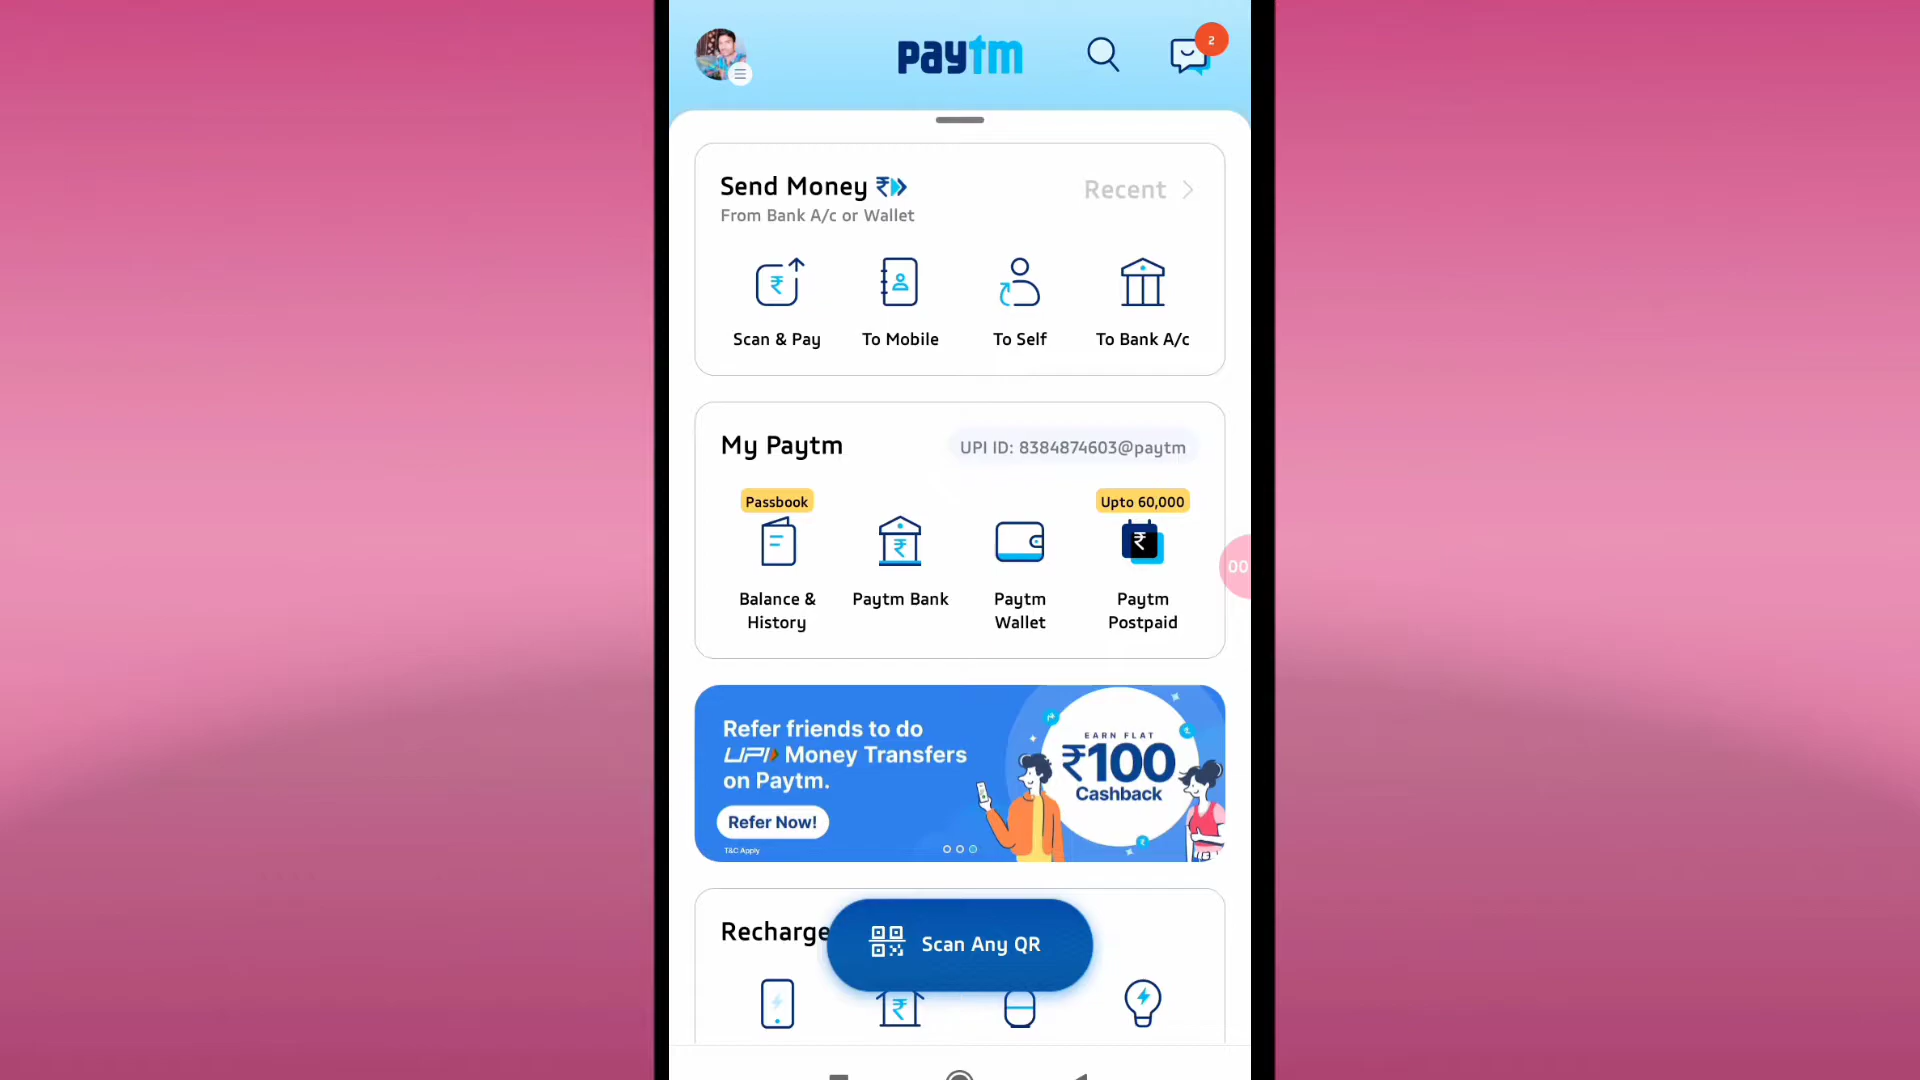 paytm
2
Send Money
Recent
From Bank A/c or Wallet
Scan & Pay
To Mobile
To Self
To Bank A/c
My Paytm
UPI ID: 8384874603@paytm
Passbook
Upto 60,000
Balance & History
Paytm Bank
Paytm Wallet
Paytm Postpaid
00
Refer friends to do
UPI Money Transfers
on Paytm.
Refer Now!
T&C Apply
EARN FLAT
₹100
Cashback
Recharge
Scan Any QR